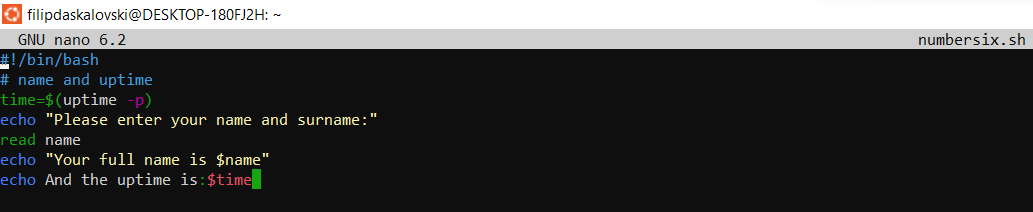 filipdaskalovski@DESKTOP-180FJ2H: ~
GNU nano 6.2 numbersix.sh
#!/bin/bash
# name and uptime
time=$(uptime -p)
echo "Please enter your name and surname:"
read name
echo "Your full name is $name"
echo And the uptime is:$time